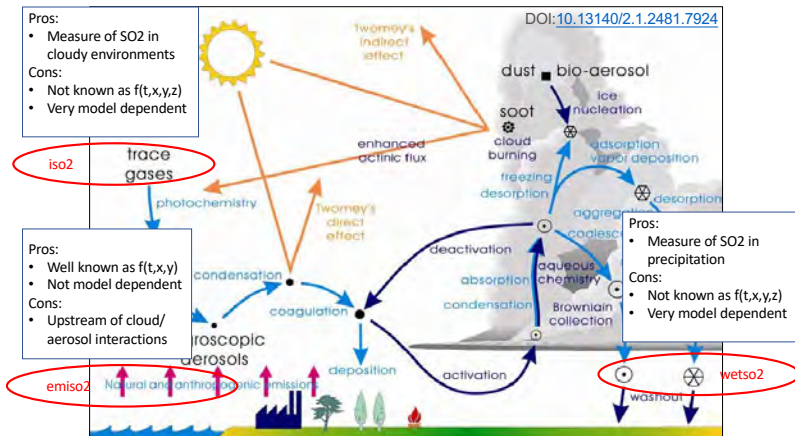 Pros:
• Measure of SO2 in
cloudy environments
Cons:
• Not known as f(t,x,y,z)
• Very model dependent
DOI:10.13140/2.1.2481.7924
Twomey's
indirect
effect
dust
bio-aerosol
ice
nucleation
soot
cloud
burning
enhanced
actinic flux
adsorption
vapor deposition
freezing
desorption
desorption
iso2
trace
gases
photochemistry
Twomey's
direct
effect
aggregation
coalescence
Pros:
• Measure of SO2 in
precipitation
Cons:
• Not known as f(t,x,y,z)
• Very model dependent
Pros:
• Well known as f(t,x,y)
• Not model dependent
Cons:
• Upstream of cloud/
aerosol interactions
condensation
coagulation
deactivation
absorption
condensation
aqueous
chemistry
Browniain
collection
roscopic
aerosols
deposition
activation
emiso2
Natural and anthropogenic emissions
wetso2
washout